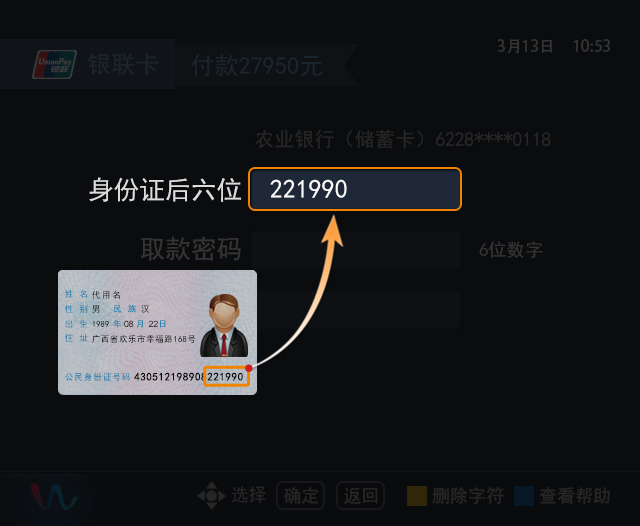 3月13日 10:53
UnionPay 银联 银联卡 付款27950元
农业银行（储蓄卡）6228****0118
身份证后六位 221990
取款密码 6位数字
姓 名 代用名
性 别 男 民 族 汉
出 生 1989 年 08 月 22日
住 址 广西省欢乐市幸福路168号
公民身份证号码 430512198908221990
选择 确定 返回 删除字符 查看帮助